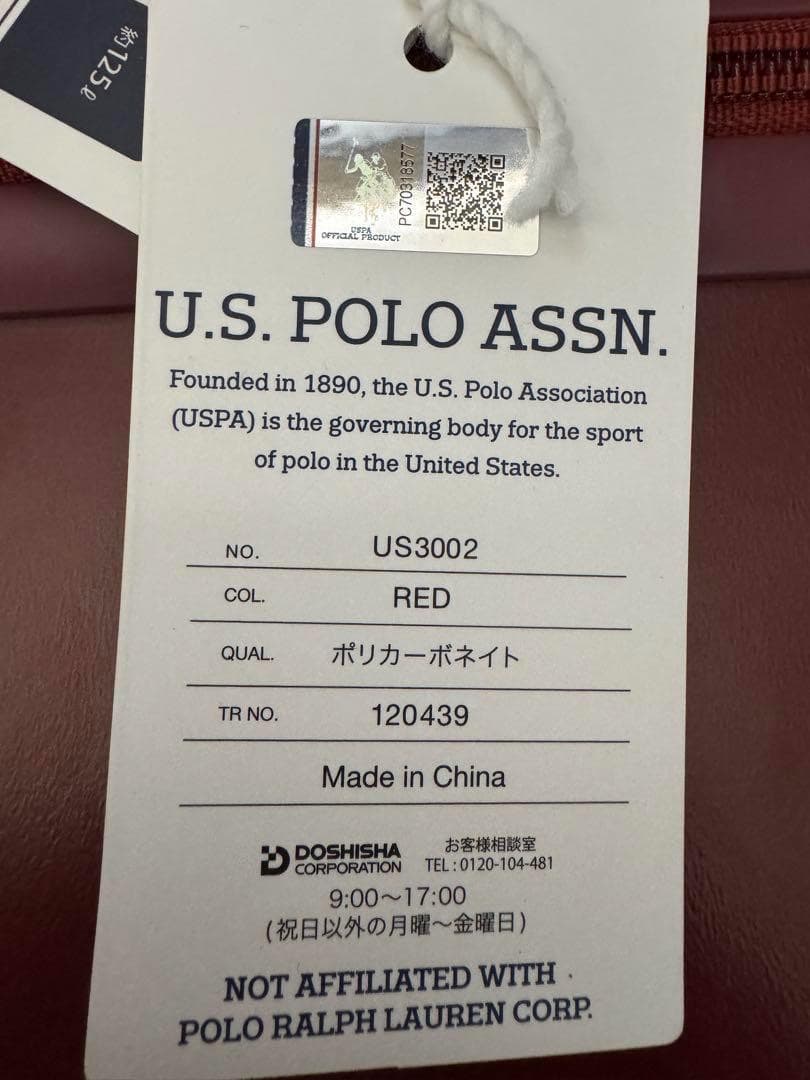 約125ℓ
PC70318577
USPA
OFFICIAL PRODUCT
U.S. POLO ASSN.
Founded in 1890, the U.S. Polo Association
(USPA) is the governing body for the sport
of polo in the United States.
NO. US3002
COL. RED
QUAL. ポリカーボネイト
TR NO. 120439
Made in China
DOSHISHA
CORPORATION
お客様相談室
TEL:0120-104-481
9:00～17:00
(祝日以外の月曜～金曜日)
NOT AFFILIATED WITH
POLO RALPH LAUREN CORP.